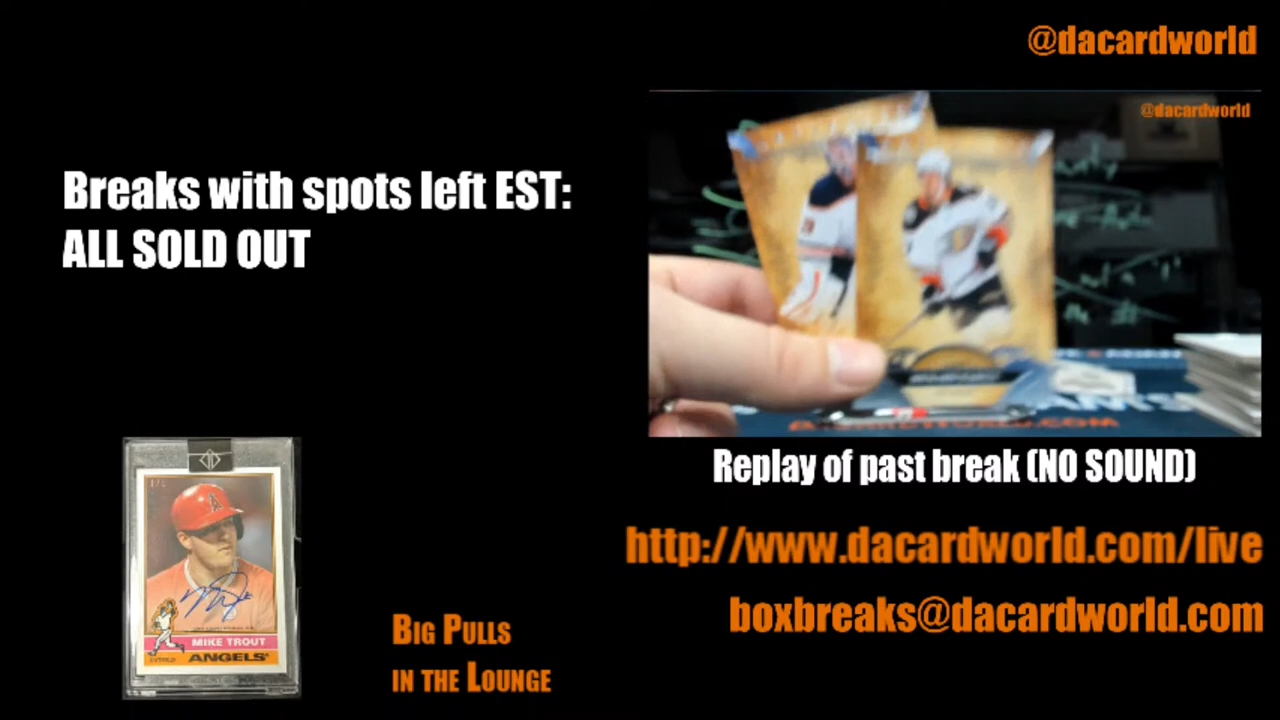 @dacardworld
@dacardworld
Breaks with spots left EST:
ALL SOLD OUT
Replay of past break (NO SOUND)
http://www.dacardworld.com/live
boxbreaks@dacardworld.com
MIKE TROUT
ANGELS
BIG PULLS
IN THE LOUNGE